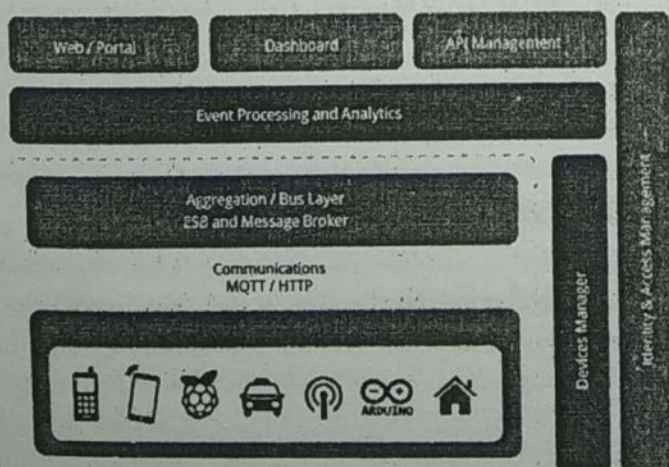 Web / Portal
Dashboard
API Management
Event Processing and Analytics
Aggregation / Bus Layer
ESB and Message Broker
Communications
MQTT / HTTP
ARDUINO
Devices Manager
Identity & Access Management